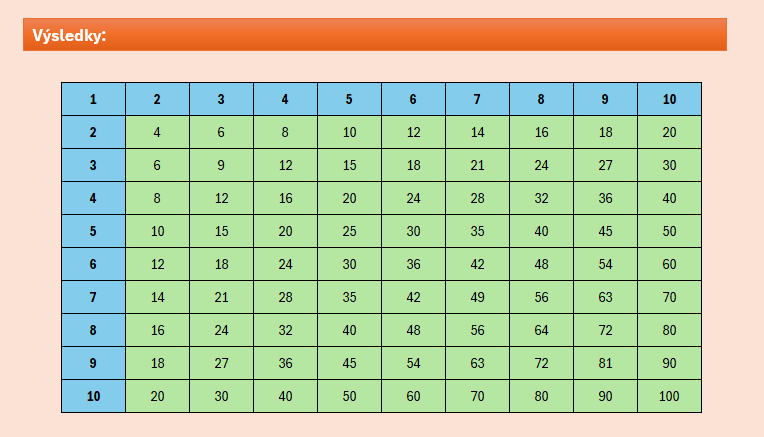 Výsledky:
1 2 3 4 5 6 7 8 9 10
2 4 6 8 10 12 14 16 18 20
3 6 9 12 15 18 21 24 27 30
4 8 12 16 20 24 28 32 36 40
5 10 15 20 25 30 35 40 45 50
6 12 18 24 30 36 42 48 54 60
7 14 21 28 35 42 49 56 63 70
8 16 24 32 40 48 56 64 72 80
9 18 27 36 45 54 63 72 81 90
10 20 30 40 50 60 70 80 90 100